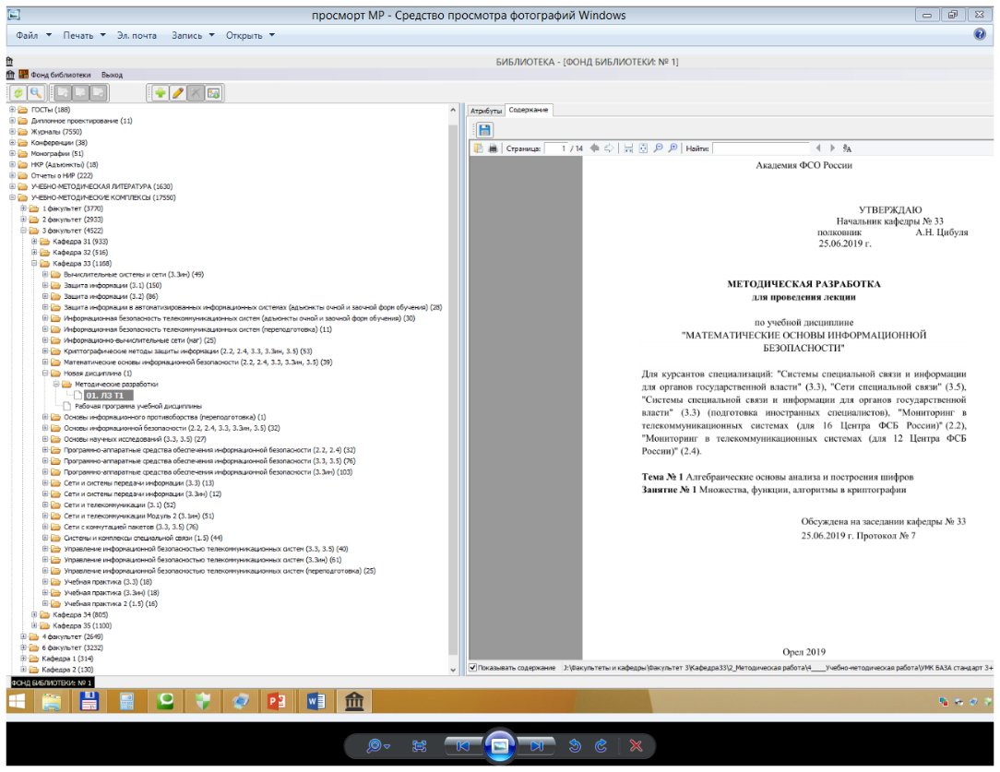 просморт МР - Средство просмотра фотографий Windows
Файл Печать Эл. почта Запись Открыть
БИБЛИОТЕКА - [ФОНД БИБЛИОТЕКИ: № 1]
Фонд библиотеки Выход
ГОСТы (188)
Дипломное проектирование (11)
Журналы (7550)
Конференции (38)
Монографии (51)
НКР (Адъюнкты) (18)
Отчеты о НИР (222)
УЧЕБНО-МЕТОДИЧЕСКАЯ ЛИТЕРАТУРА (1630)
УЧЕБНО-МЕТОДИЧЕСКИЕ КОМПЛЕКСЫ (17550)
1 факультет (3770)
2 факультет (2933)
3 факультет (4522)
Кафедра 31 (933)
Кафедра 32 (516)
Кафедра 33 (1168)
Вычислительные системы и сети (3.3ин) (49)
Защита информации (3.1) (150)
Защита информации (3.2) (86)
Защита информации в автоматизированных информационных системах (адъюнкты очной и заочной форм обучения) (28)
Информационная безопасность телекоммуникационных систем (адъюнкты очной и заочной форм обучения) (30)
Информационная безопасность телекоммуникационных систем (переподготовка) (11)
Информационно-вычислительные сети (маг) (25)
Криптографические методы защиты информации (2.2, 2.4, 3.3, 3.3ин, 3.5) (53)
Математические основы информационной безопасности (2.2, 2.4, 3.3, 3.3ин, 3.5) (39)
Новая дисциплина (1)
Методические разработки
01. ЛЗ Т1
Рабочая программа учебной дисциплины
Основы информационного противоборства (переподготовка) (1)
Основы информационной безопасности (2.2, 2.4, 3.3, 3.3ин, 3.5) (32)
Основы научных исследований (3.3, 3.5) (27)
Программно-аппаратные средства обеспечения информационной безопасности (2.2, 2.4) (32)
Программно-аппаратные средства обеспечения информационной безопасности (3.3, 3.5) (76)
Программно-аппаратные средства обеспечения информационной безопасности (3.3ин) (103)
Сети и системы передачи информации (3.3) (13)
Сети и системы передачи информации (3.3ин) (12)
Сети и телекоммуникации (3.1) (52)
Сети и телекоммуникации Модуль 2 (3.1ин) (51)
Сети с коммутацией пакетов (3.3, 3.5) (76)
Системы и комплексы специальной связи (1.5) (44)
Управление информационной безопасностью телекоммуникационных систем (3.3, 3.5) (40)
Управление информационной безопасностью телекоммуникационных систем (3.3ин) (61)
Управление информационной безопасностью телекоммуникационных систем (переподготовка) (25)
Учебная практика (3.3) (18)
Учебная практика (3.3ин) (18)
Учебная практика 2 (1.5) (16)
Кафедра 34 (805)
Кафедра 35 (1100)
4 факультет (2649)
6 факультет (3232)
Кафедра 1 (314)
Кафедра 2 (130)
ФОНД БИБЛИОТЕКИ: № 1
Атрибуты Содержание
Страница: 1 / 14 Найти:
Академия ФСО России
УТВЕРЖДАЮ
Начальник кафедры № 33
полковник А.Н. Цибуля
25.06.2019 г.
МЕТОДИЧЕСКАЯ РАЗРАБОТКА
для проведения лекции
по учебной дисциплине
"МАТЕМАТИЧЕСКИЕ ОСНОВЫ ИНФОРМАЦИОННОЙ
БЕЗОПАСНОСТИ"
Для курсантов специализаций: "Системы специальной связи и информации
для органов государственной власти" (3.3), "Сети специальной связи" (3.5),
"Системы специальной связи и информации для органов государственной
власти" (3.3) (подготовка иностранных специалистов), "Мониторинг в
телекоммуникационных системах (для 16 Центра ФСБ России)" (2.2),
"Мониторинг в телекоммуникационных системах (для 12 Центра ФСБ
России)" (2.4).
Тема № 1 Алгебраические основы анализа и построения шифров
Занятие № 1 Множества, функции, алгоритмы в криптографии
Обсуждена на заседании кафедры № 33
25.06.2019 г. Протокол № 7
Орел 2019
Показывать содержание J:\Факультеты и кафедры\Факультет 3\Кафедра33\2_Методическая работа\4____Учебно-методическая работа\УМК БАЗА стандарт 3+